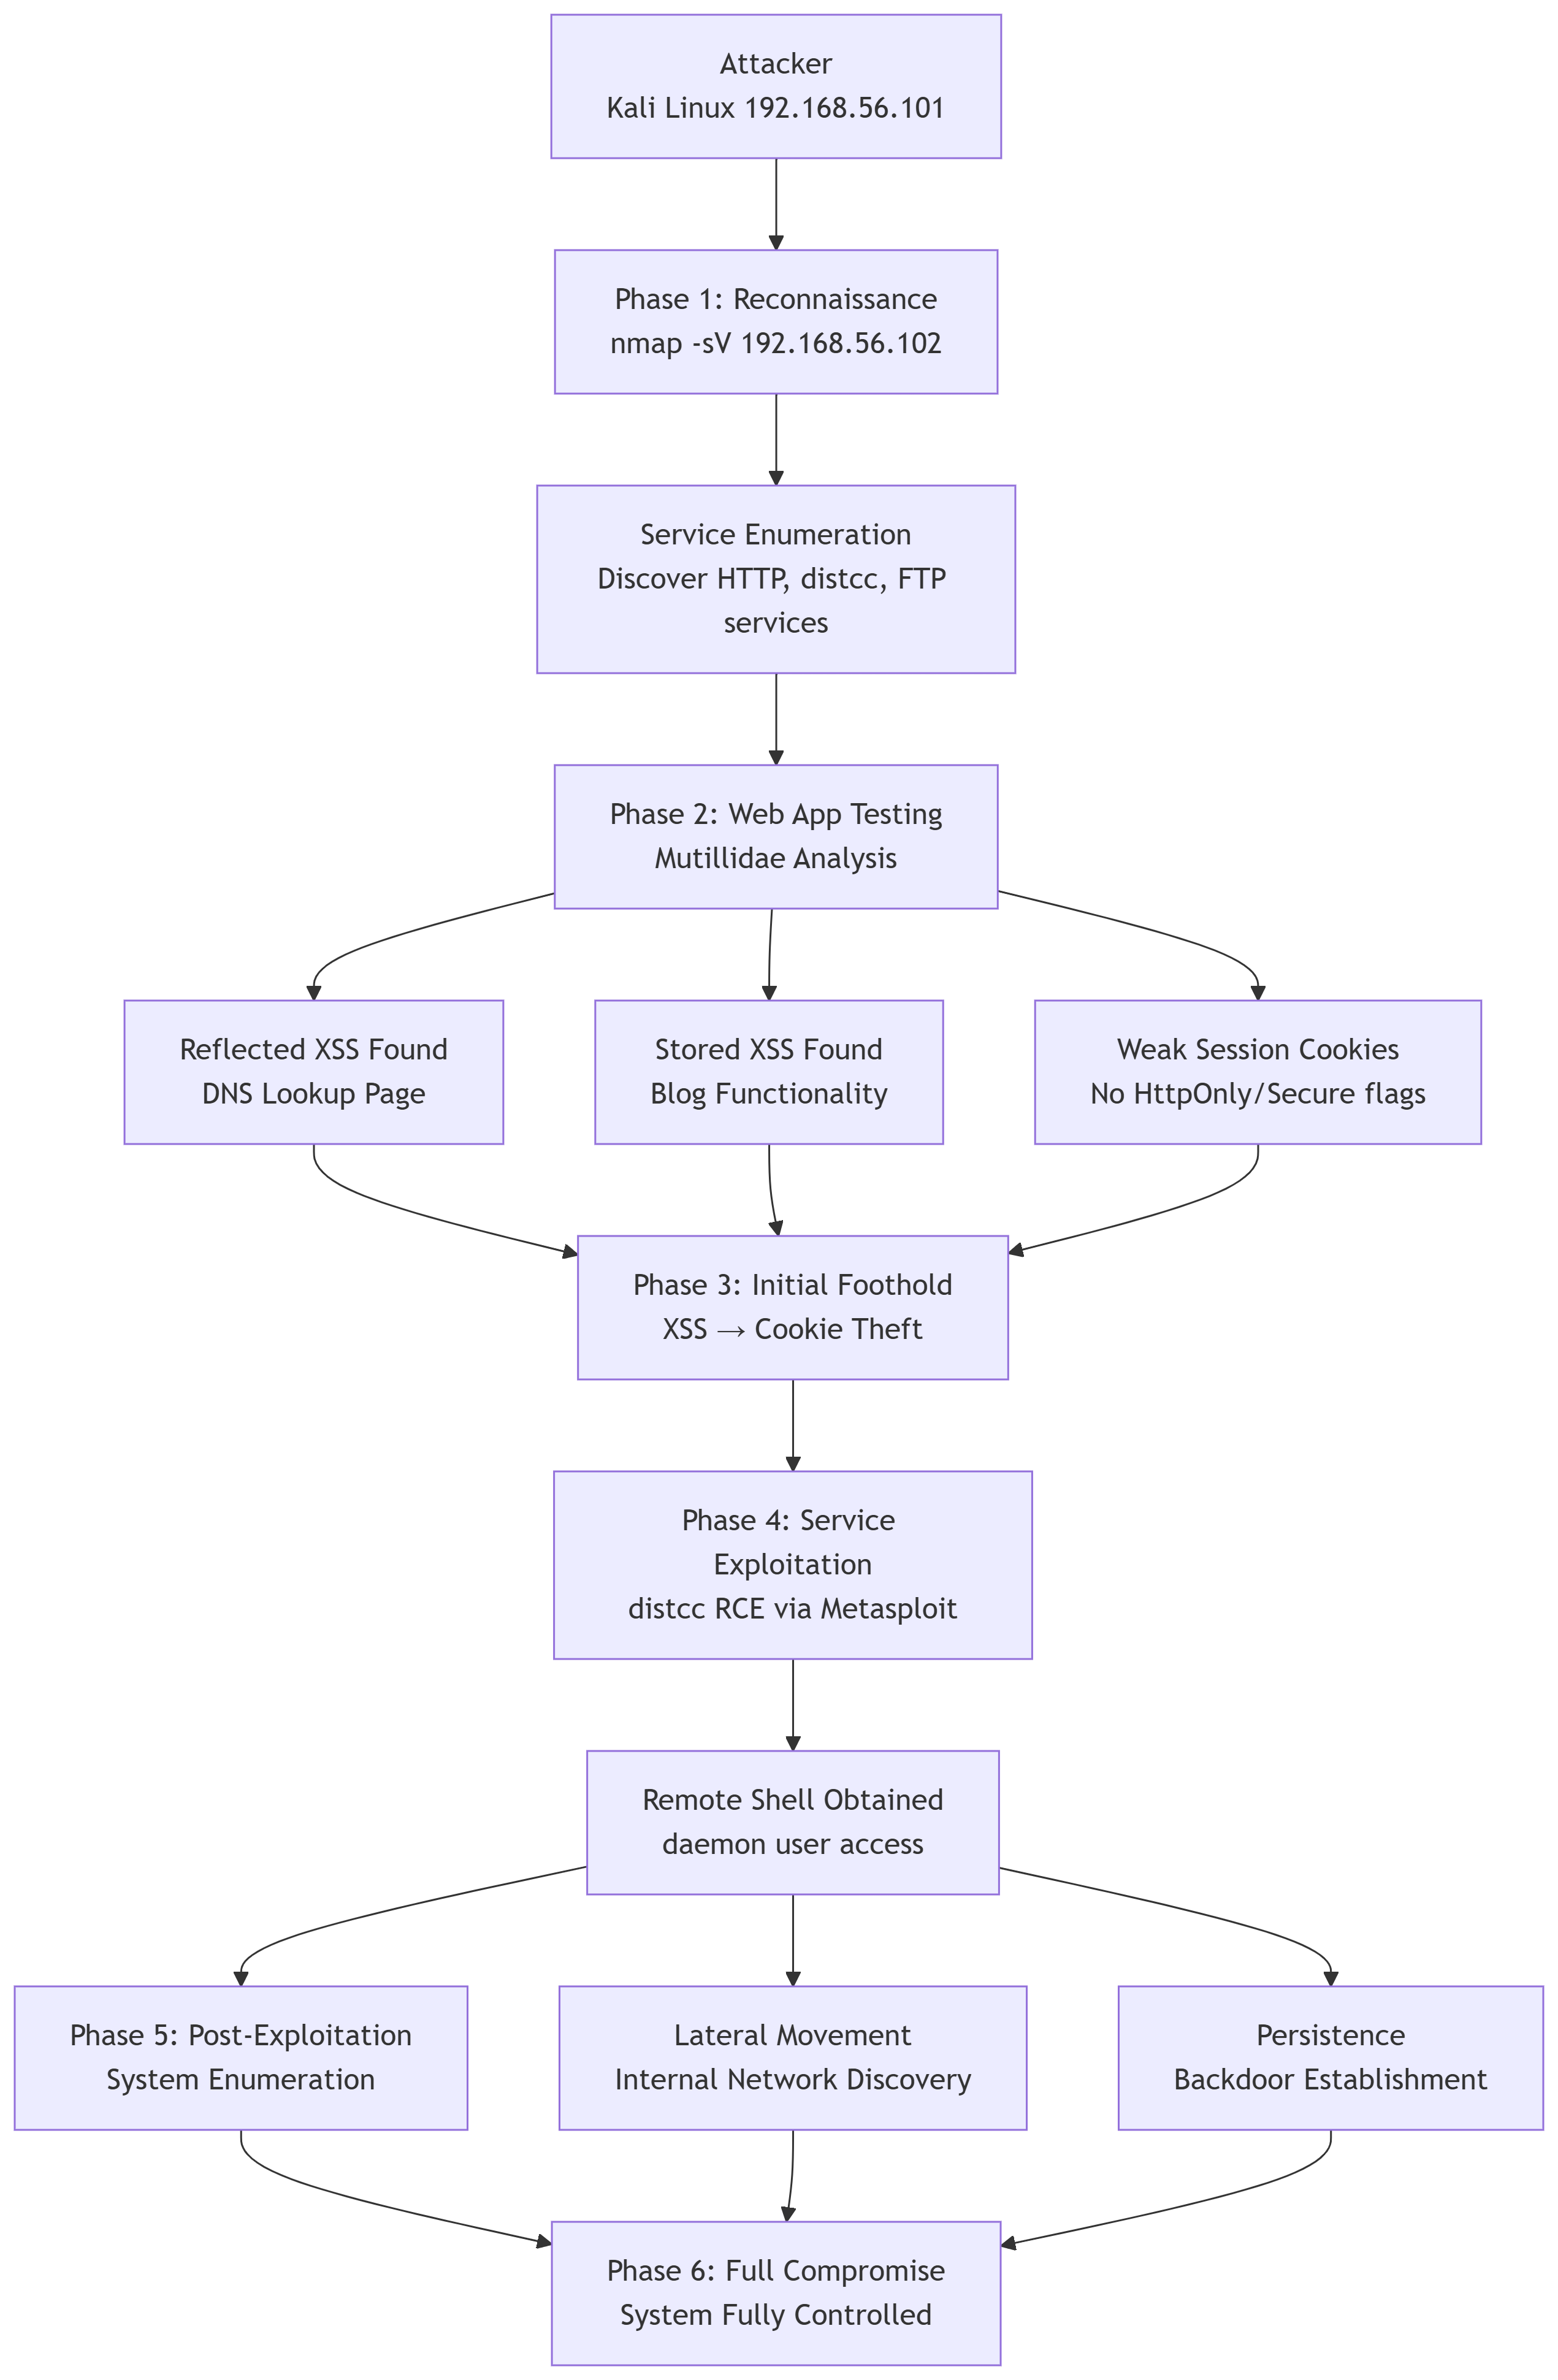 Attacker
Kali Linux 192.168.56.101
Phase 1: Reconnaissance
nmap -sV 192.168.56.102
Service Enumeration
Discover HTTP, distcc, FTP
services
Phase 2: Web App Testing
Mutillidae Analysis
Reflected XSS Found
DNS Lookup Page
Stored XSS Found
Blog Functionality
Weak Session Cookies
No HttpOnly/Secure flags
Phase 3: Initial Foothold
XSS → Cookie Theft
Phase 4: Service
Exploitation
distcc RCE via Metasploit
Remote Shell Obtained
daemon user access
Phase 5: Post-Exploitation
System Enumeration
Lateral Movement
Internal Network Discovery
Persistence
Backdoor Establishment
Phase 6: Full Compromise
System Fully Controlled